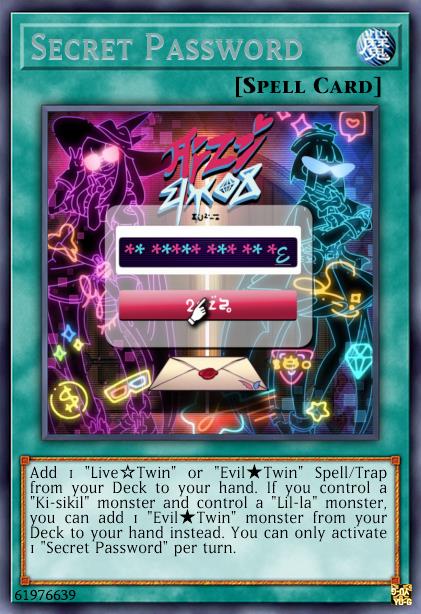 Secret Password
魔
[Spell Card]
** ***** *** ** *ε
Add 1 "Live☆Twin" or "Evil★Twin" Spell/Trap
from your Deck to your hand. If you control a
"Ki-sikil" monster and control a "Lil-la" monster,
you can add 1 "Evil★Twin" monster from your
Deck to your hand instead. You can only activate
1 "Secret Password" per turn.
61976639